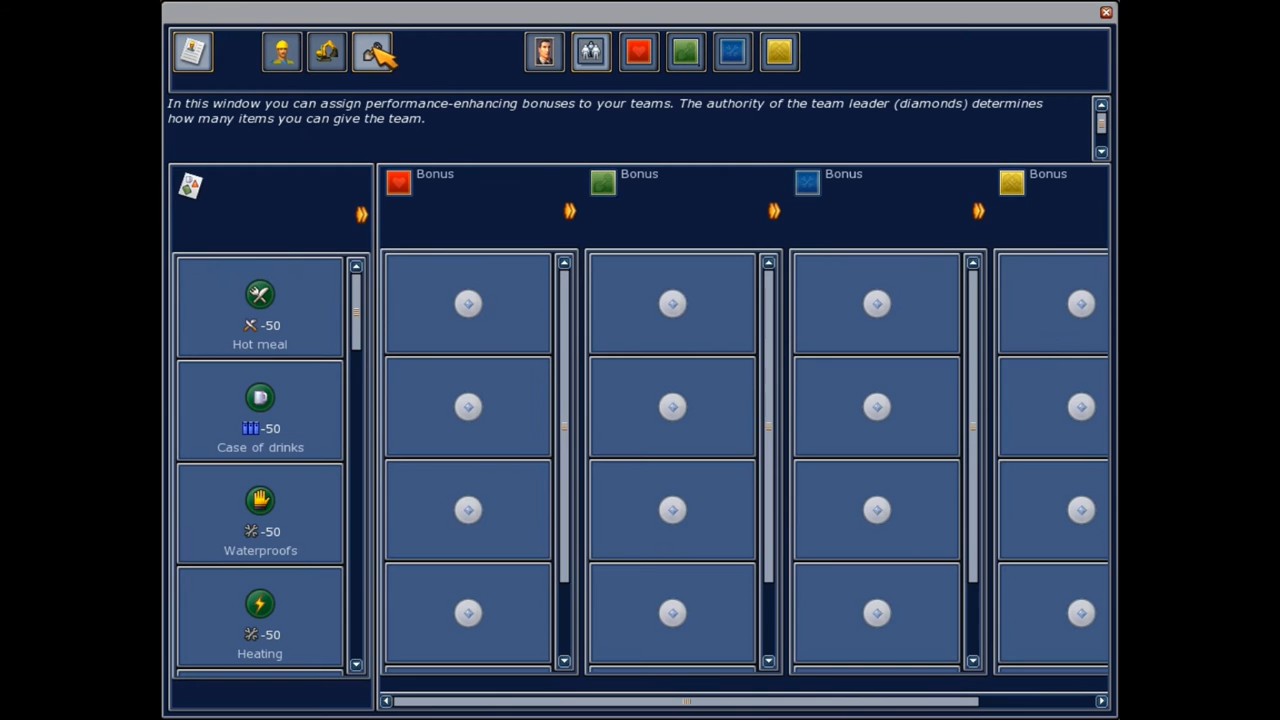 In this window you can assign performance-enhancing bonuses to your teams. The authority of the team leader (diamonds) determines
how many items you can give the team.
Bonus
Bonus
Bonus
Bonus
-50
Hot meal
-50
Case of drinks
-50
Waterproofs
-50
Heating